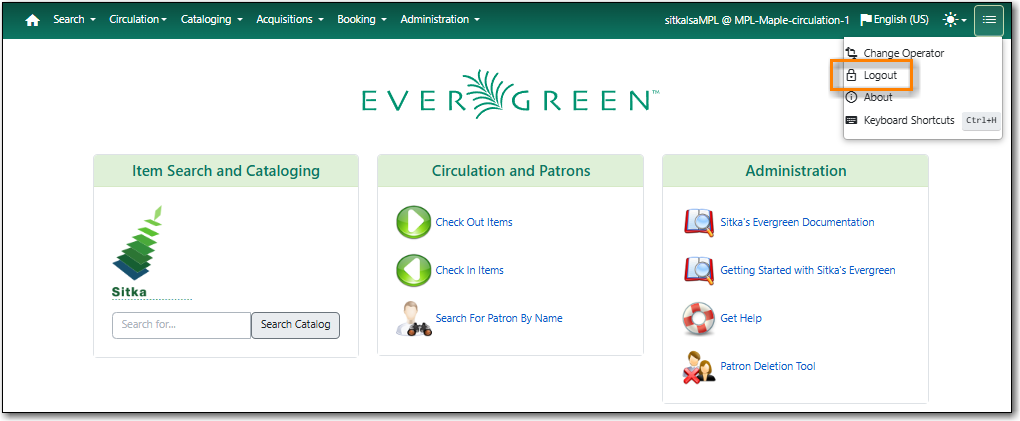 Search Circulation Cataloging Acquisitions Booking Administration sitkalsaMPL @ MPL-Maple-circulation-1 English (US)
Change Operator
Logout
About
Keyboard Shortcuts Ctrl+H
EVERGREEN™
Item Search and Cataloging
Sitka
Search for... Search Catalog
Circulation and Patrons
Check Out Items
Check In Items
Search For Patron By Name
Administration
Sitka's Evergreen Documentation
Getting Started with Sitka's Evergreen
Get Help
Patron Deletion Tool